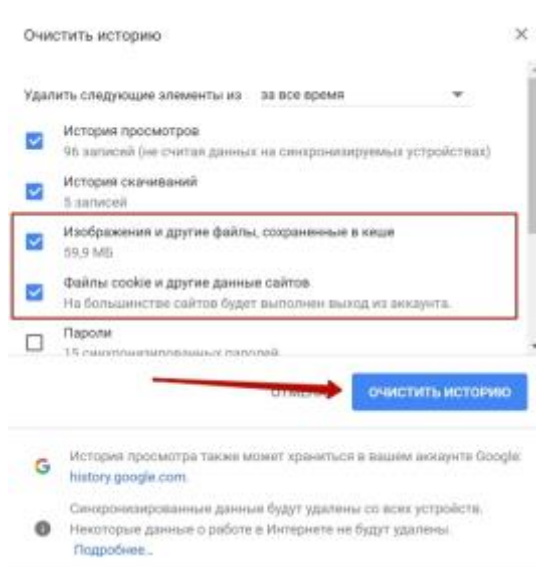 Очистить историю
Удалить следующие элементы из за все время
История просмотров
96 записей (не считая данных на синхронизируемых устройствах)
История скачиваний
5 записей
Изображения и другие файлы, сохраненные в кеше
59,9 МБ
Файлы cookie и другие данные сайтов
На большинстве сайтов будет выполнен выход из аккаунта.
Пароли
15 синхронизированных паролей
ОЧИСТИТЬ ИСТОРИЮ
История просмотра также может храниться в вашем аккаунте Google:
history.google.com.
Синхронизированные данные будут удалены со всех устройств.
Некоторые данные о работе в Интернете не будут удалены.
Подробнее...